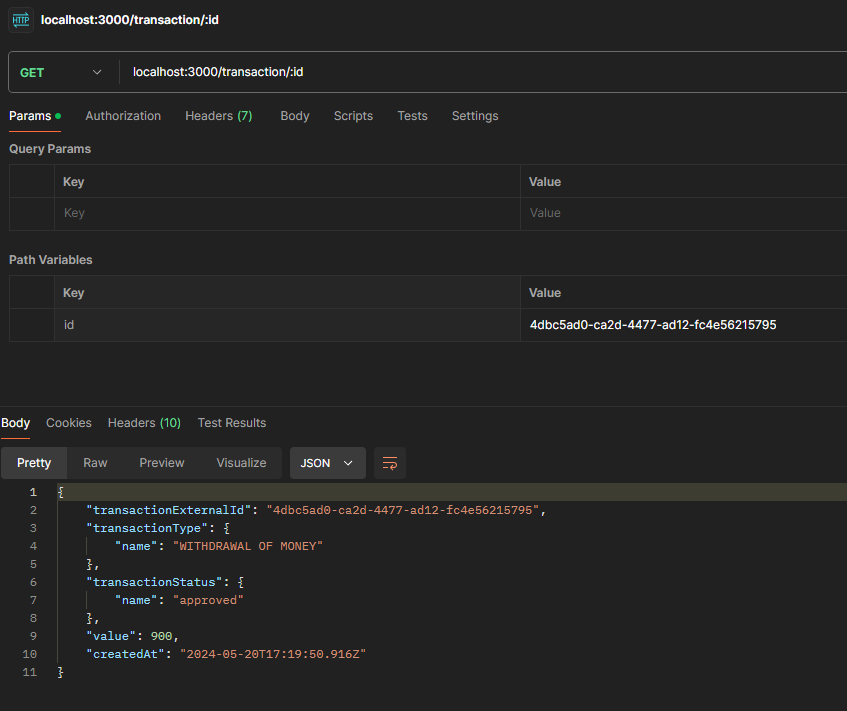 HTTP localhost:3000/transaction/:id
GET localhost:3000/transaction/:id
Params Authorization Headers (7) Body Scripts Tests Settings
Query Params
Key Value
Key Value
Path Variables
Key Value
id 4dbc5ad0-ca2d-4477-ad12-fc4e56215795
Body Cookies Headers (10) Test Results
Pretty Raw Preview Visualize JSON
1 {
2 "transactionExternalId": "4dbc5ad0-ca2d-4477-ad12-fc4e56215795",
3 "transactionType": {
4 "name": "WITHDRAWAL OF MONEY"
5 },
6 "transactionStatus": {
7 "name": "approved"
8 },
9 "value": 900,
10 "createdAt": "2024-05-20T17:19:50.916Z"
11 }